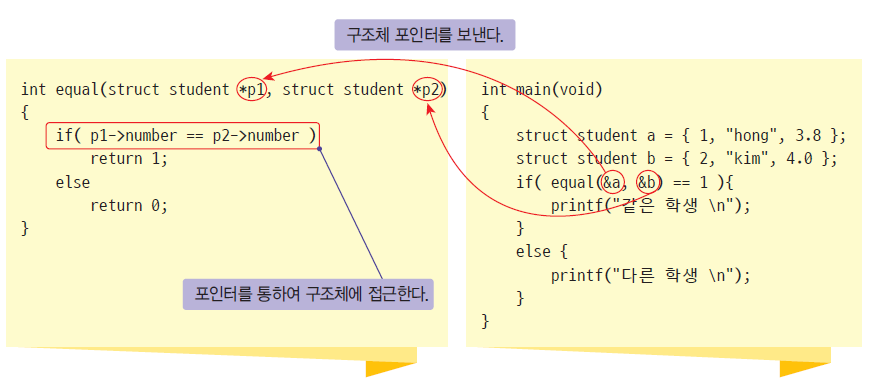 구조체 포인터를 보낸다.
int equal(struct student *p1, struct student *p2)
{
if( p1->number == p2->number )
return 1;
else
return 0;
}
포인터를 통하여 구조체에 접근한다.
int main(void)
{
struct student a = { 1, "hong", 3.8 };
struct student b = { 2, "kim", 4.0 };
if( equal(&a, &b) == 1 ){
printf("같은 학생 \n");
}
else {
printf("다른 학생 \n");
}
}